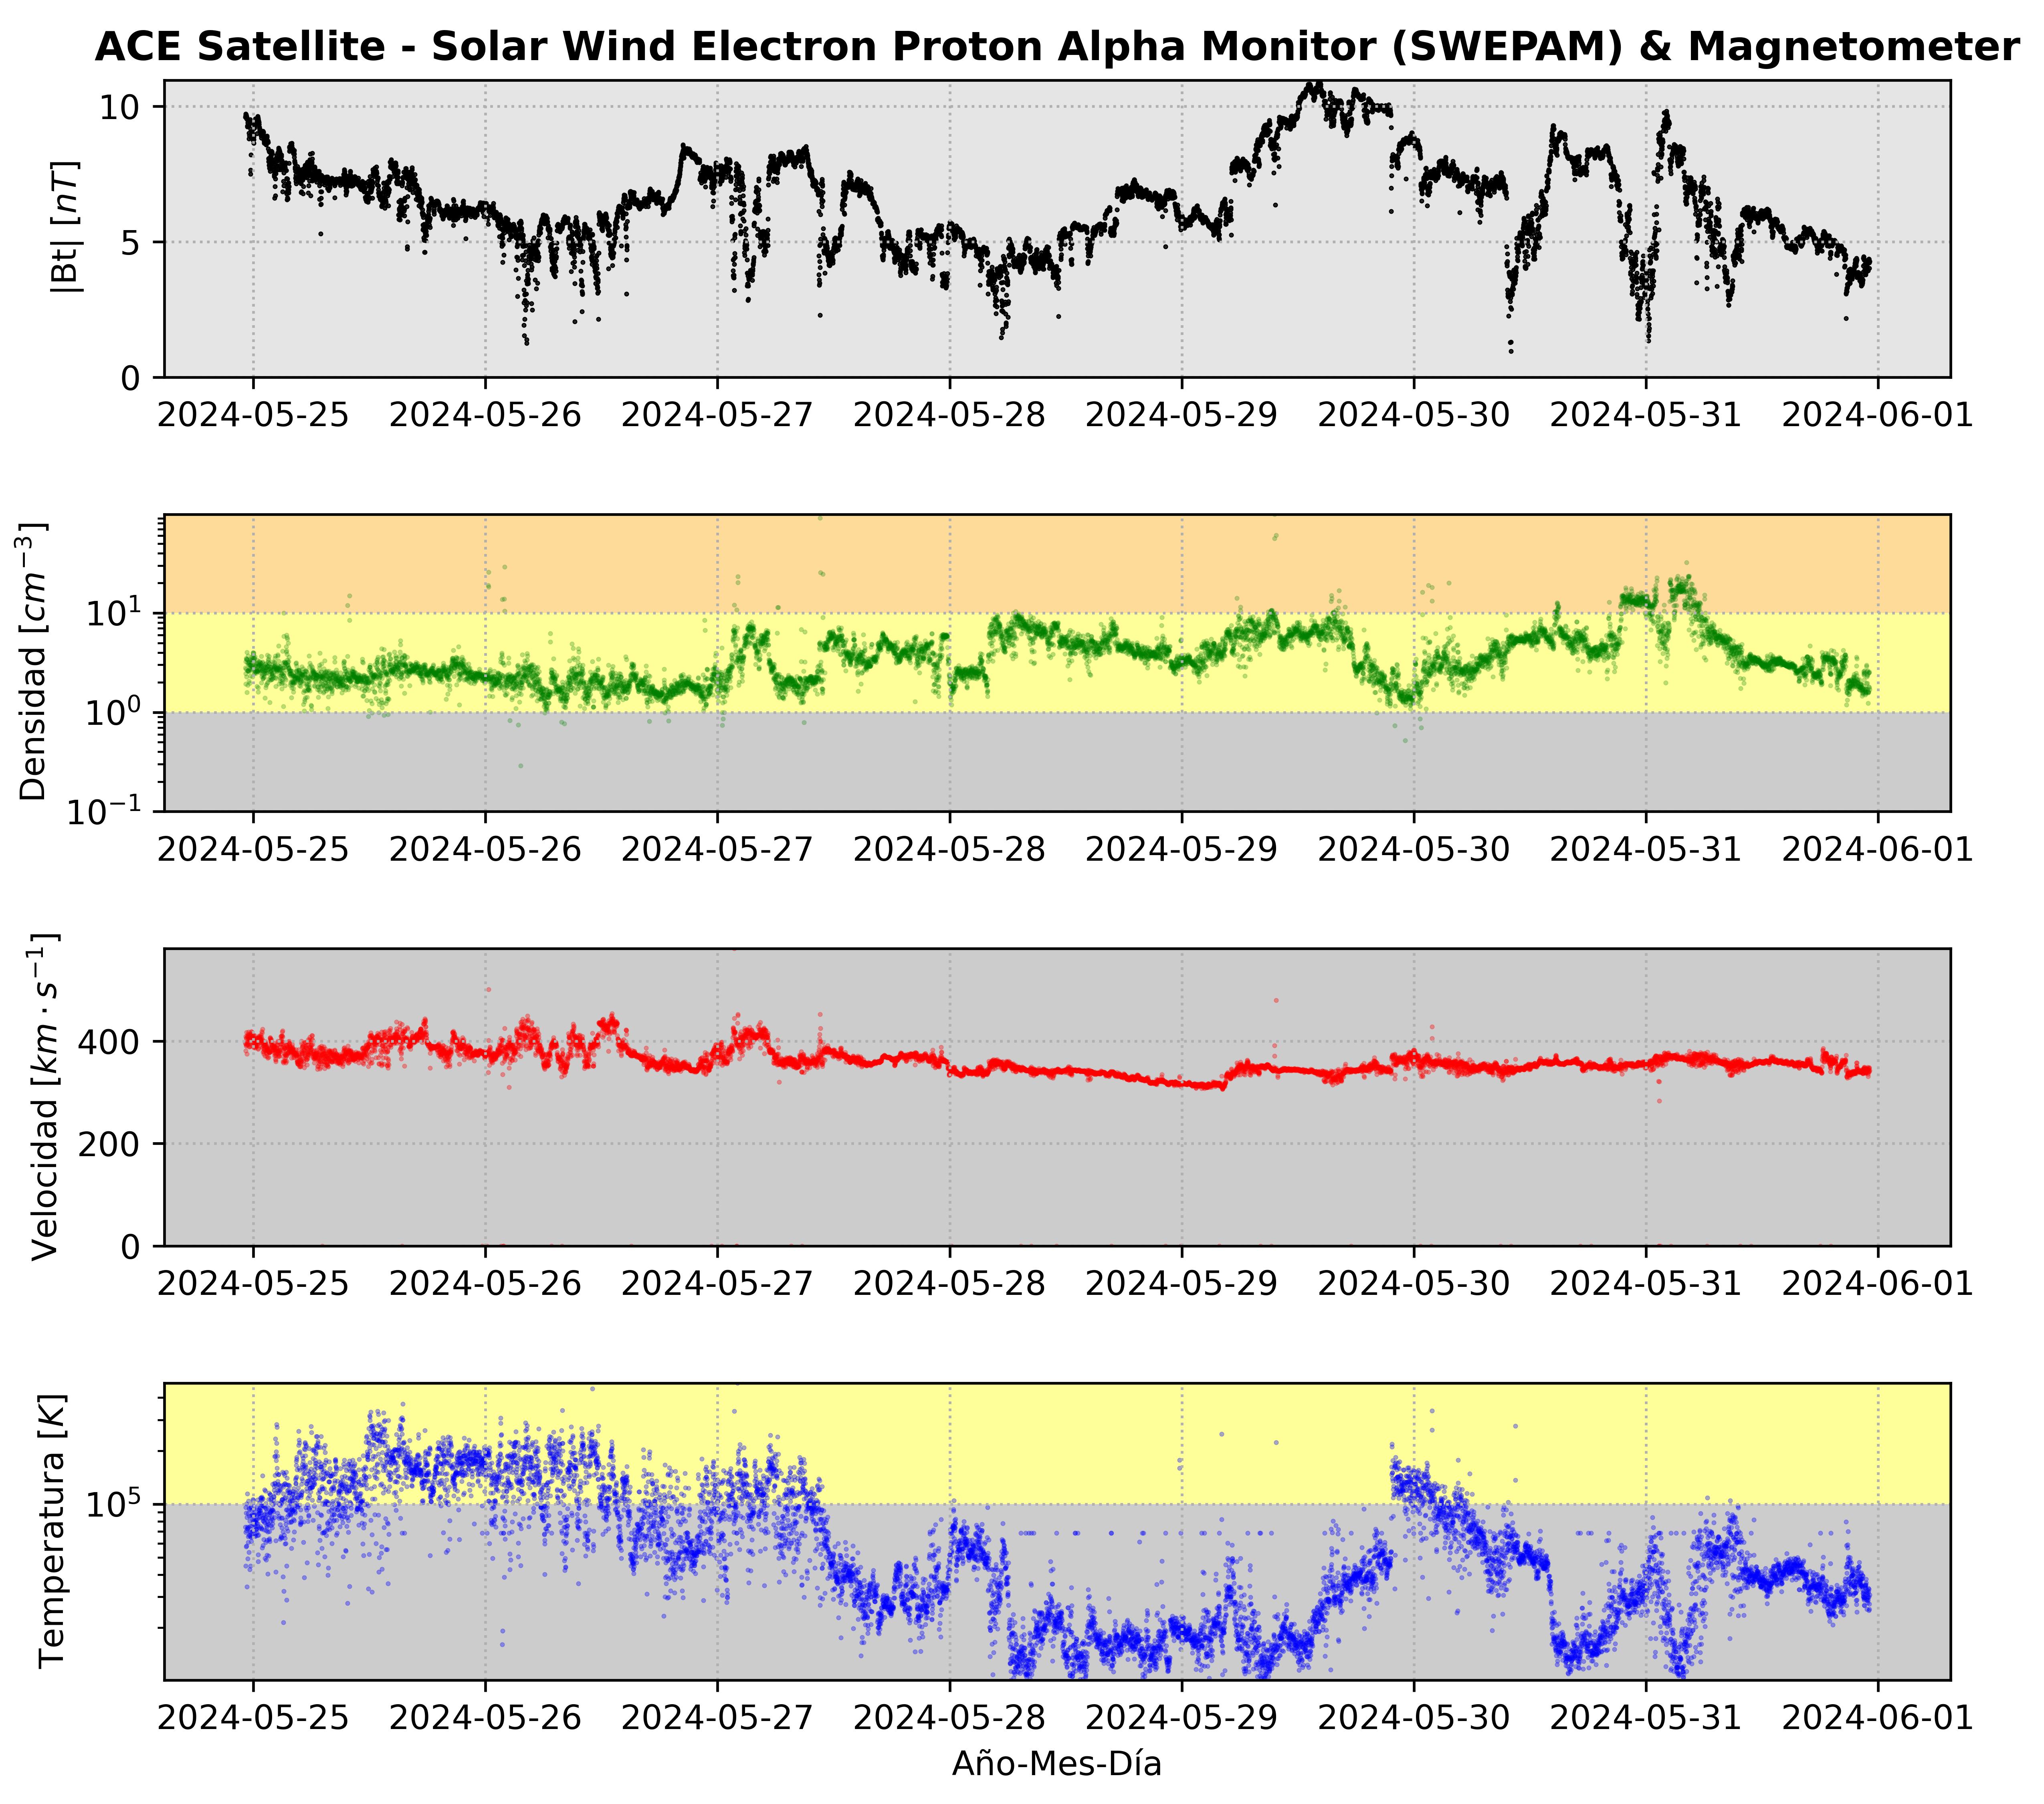 ACE Satellite - Solar Wind Electron Proton Alpha Monitor (SWEPAM) & Magnetometer
|Bt| [nT]
10
5
0
2024-05-25 2024-05-26 2024-05-27 2024-05-28 2024-05-29 2024-05-30 2024-05-31 2024-06-01
Densidad [cm⁻³]
10¹
10⁰
10⁻¹
2024-05-25 2024-05-26 2024-05-27 2024-05-28 2024-05-29 2024-05-30 2024-05-31 2024-06-01
Velocidad [km · s⁻¹]
400
200
0
2024-05-25 2024-05-26 2024-05-27 2024-05-28 2024-05-29 2024-05-30 2024-05-31 2024-06-01
Temperatura [K]
10⁵
2024-05-25 2024-05-26 2024-05-27 2024-05-28 2024-05-29 2024-05-30 2024-05-31 2024-06-01
Año-Mes-Día